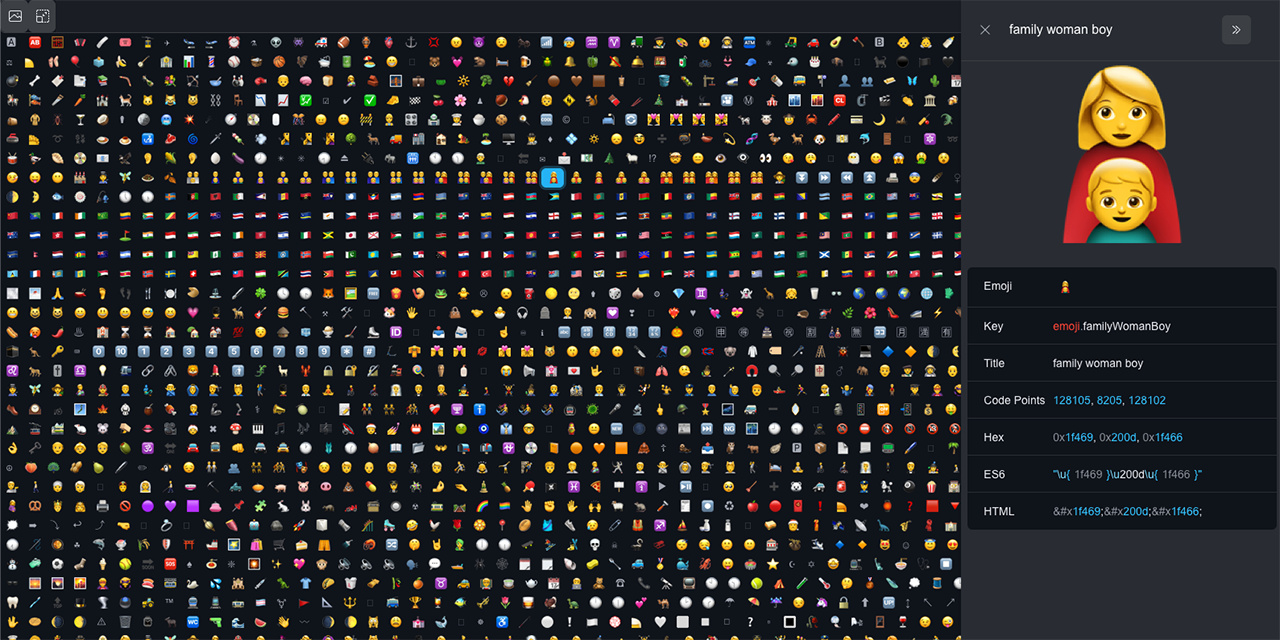 family woman boy
Emoji
Key emoji.familyWomanBoy
Title family woman boy
Code Points 128105, 8205, 128102
Hex 0x1f469, 0x200d, 0x1f466
ES6 "\u{ 1f469 }\u200d\u{ 1f466 }"
HTML &#x1f469;&#x200d;&#x1f466;